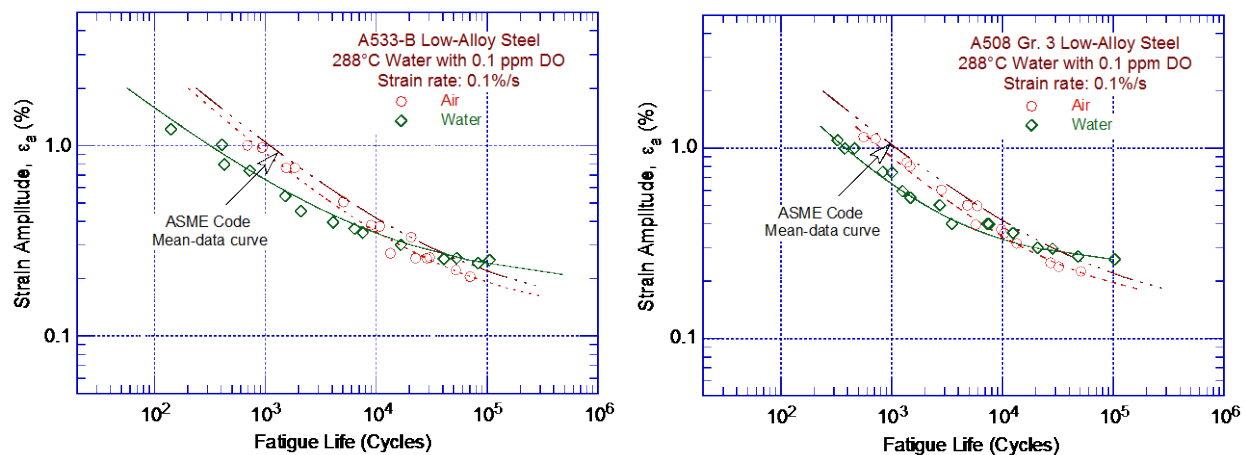 A533-B Low-Alloy Steel
288°C Water with 0.1 ppm DO
Strain rate: 0.1%/s
Air
Water
ASME Code
Mean-data curve
Strain Amplitude, εa (%)
1.0
0.1
10² 10³ 10⁴ 10⁵ 10⁶
Fatigue Life (Cycles)
A508 Gr. 3 Low-Alloy Steel
288°C Water with 0.1 ppm DO
Strain rate: 0.1%/s
Air
Water
ASME Code
Mean-data curve
Strain Amplitude, εa (%)
1.0
0.1
10² 10³ 10⁴ 10⁵ 10⁶
Fatigue Life (Cycles)